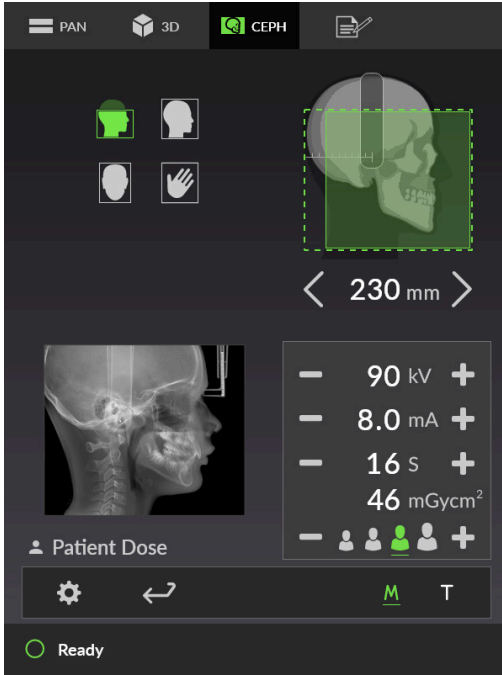 PAN 3D CEPH
230 mm
90 kV
8.0 mA
16 S
46 mGycm²
Patient Dose
M T
Ready